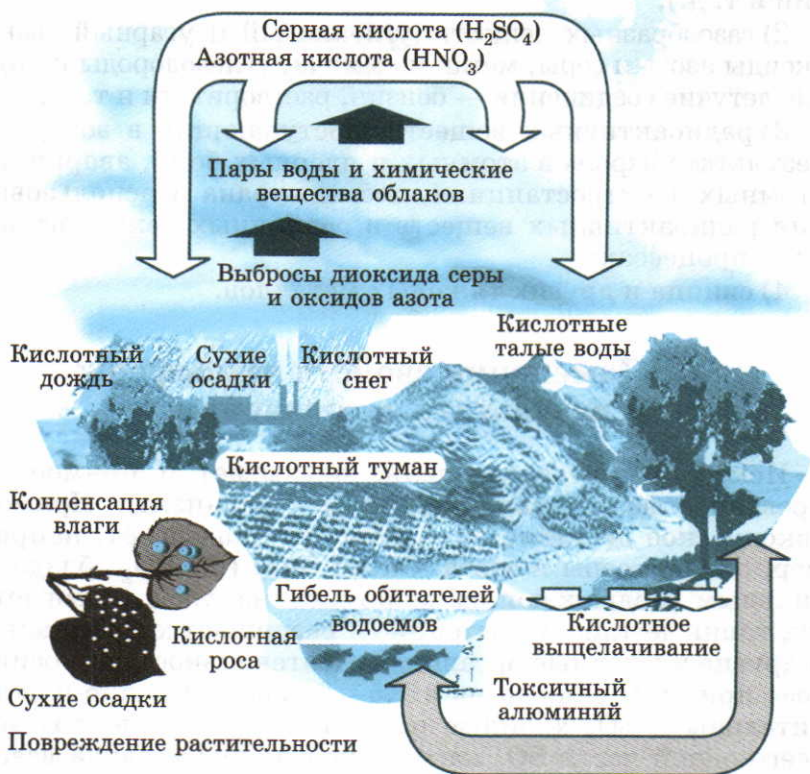 Серная кислота (H₂SO₄)
Азотная кислота (HNO₃)
Пары воды и химические
вещества облаков
Выбросы диоксида серы
и оксидов азота
Кислотные
талые воды
Кислотный
дождь
Сухие
осадки
Кислотный
снег
Кислотный туман
Конденсация
влаги
Гибель обитателей
водоемов
Кислотная
роса
Кислотное
выщелачивание
Сухие осадки
Токсичный
алюминий
Повреждение растительности